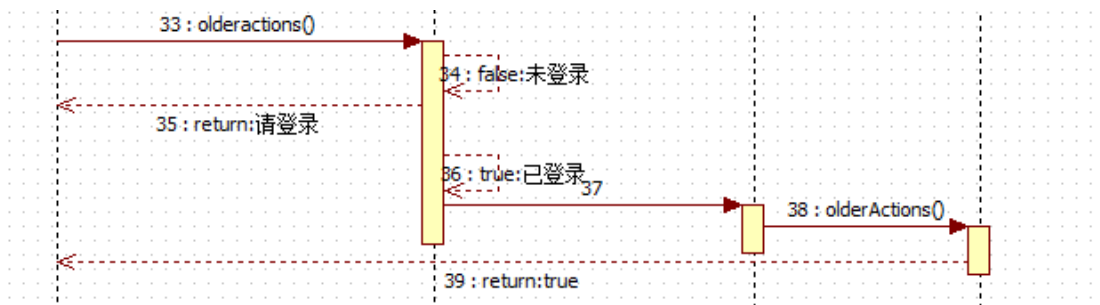 33 : olderactions()
34 : false:未登录
35 : return:请登录
36 : true:已登录
37
38 : olderActions()
39 : return:true